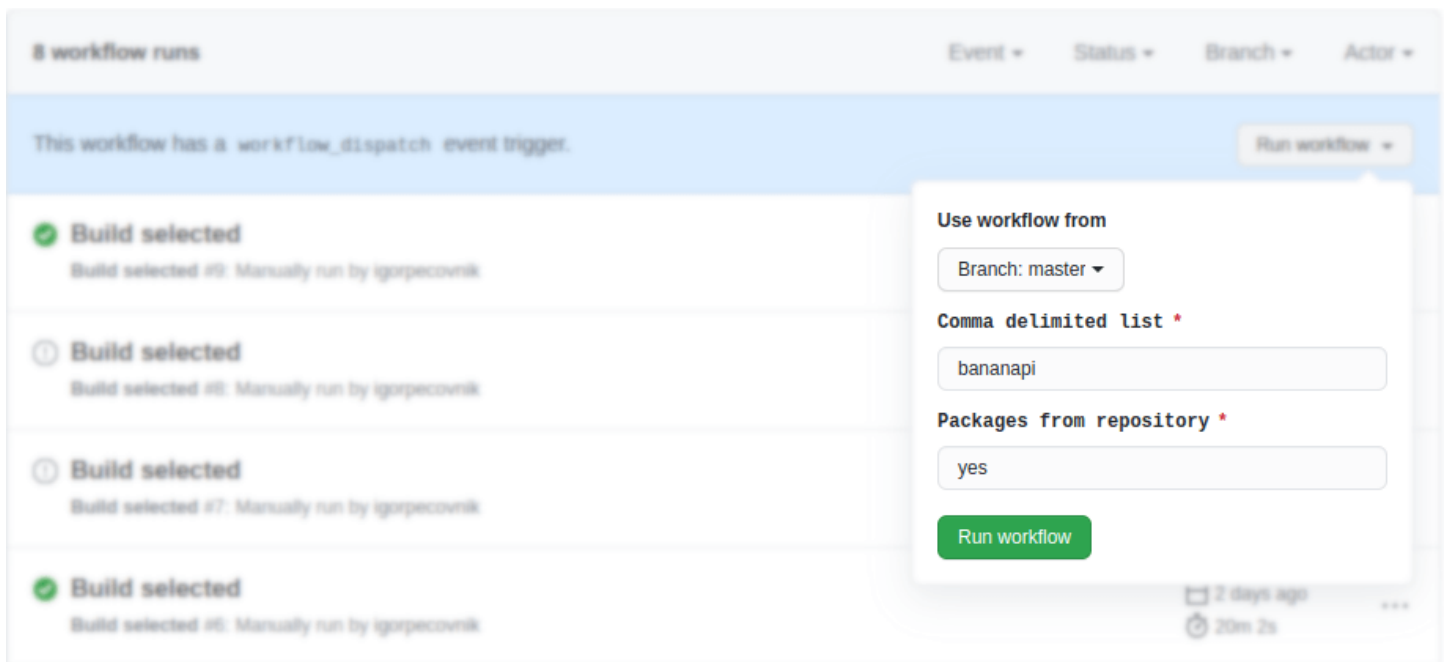 8 workflow runs
Event
Status
Branch
Actor
This workflow has a workflow_dispatch event trigger.
Run workflow
Build selected
Build selected #9: Manually run by igorpecovnik
Build selected
Build selected #8: Manually run by igorpecovnik
Build selected
Build selected #7: Manually run by igorpecovnik
Build selected
Build selected #6: Manually run by igorpecovnik
2 days ago
20m 2s
Use workflow from
Branch: master
Comma delimited list *
bananapi
Packages from repository *
yes
Run workflow